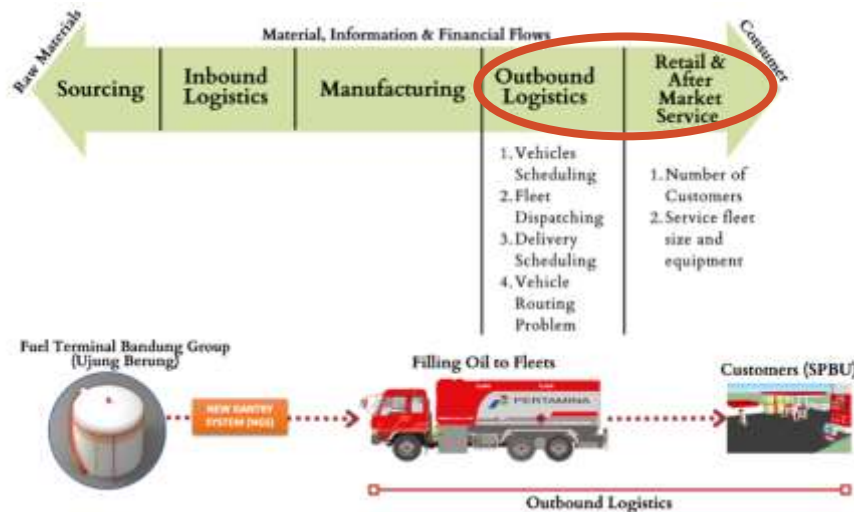 Material, Information & Financial Flows
Raw Materials
Consumer
Sourcing
Inbound
Logistics
Manufacturing
Outbound
Logistics
Retail &
After
Market
Service
1. Vehicles
Scheduling
2. Fleet
Dispatching
3. Delivery
Scheduling
4. Vehicle
Routing
Problem
1. Number of
Customers
2. Service fleet
size and
equipment
Fuel Terminal Bandung Group
(Ujung Berung)
Filling Oil to Fleets
Customers (SPBU)
NEW GANTRY
SYSTEM (NGS)
PERTAMINA
Outbound Logistics